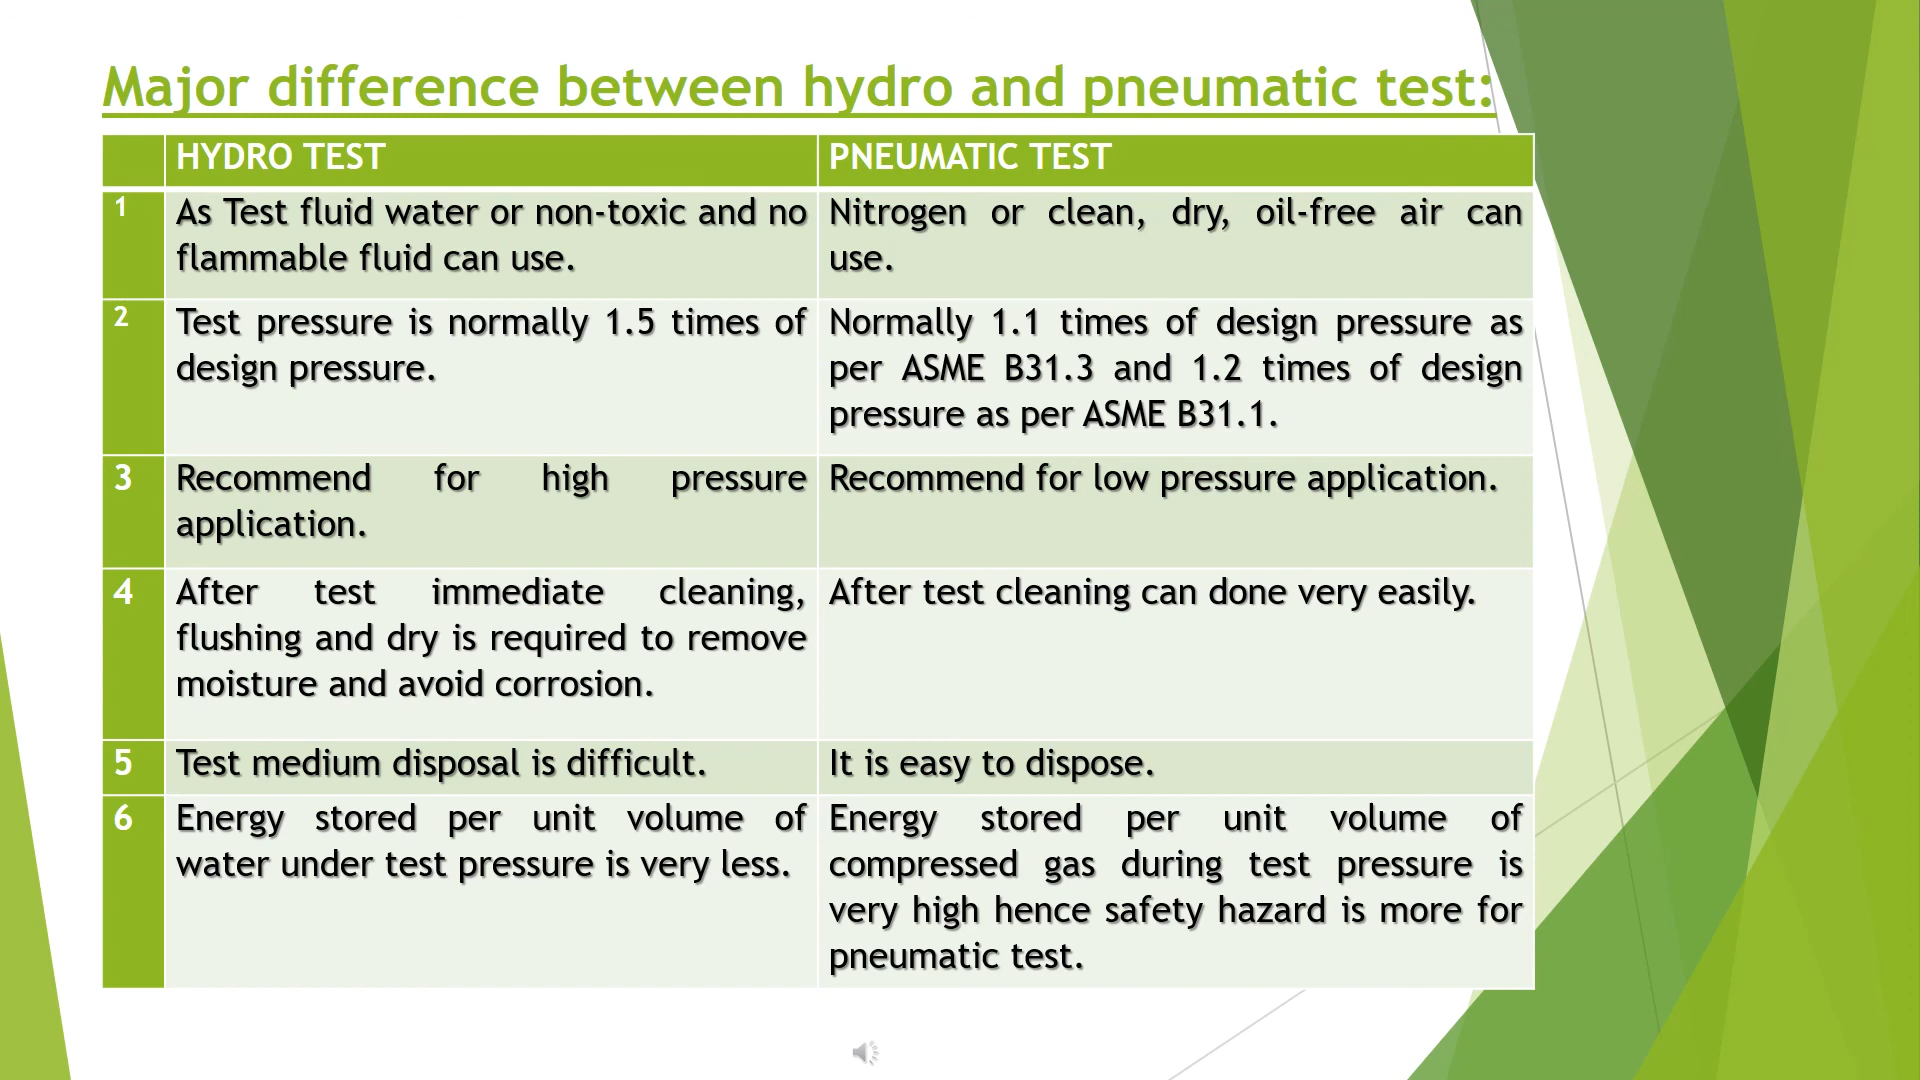 Major difference between hydro and pneumatic test:
HYDRO TEST
PNEUMATIC TEST
1
As Test fluid water or non-toxic and no
flammable fluid can use.
Nitrogen or clean, dry, oil-free air can
use.
2
Test pressure is normally 1.5 times of
design pressure.
Normally 1.1 times of design pressure as
per ASME B31.3 and 1.2 times of design
pressure as per ASME B31.1.
3
Recommend for high pressure
application.
Recommend for low pressure application.
4
After test immediate cleaning,
flushing and dry is required to remove
moisture and avoid corrosion.
After test cleaning can done very easily.
5
Test medium disposal is difficult.
It is easy to dispose.
6
Energy stored per unit volume of
water under test pressure is very less.
Energy stored per unit volume of
compressed gas during test pressure is
very high hence safety hazard is more for
pneumatic test.